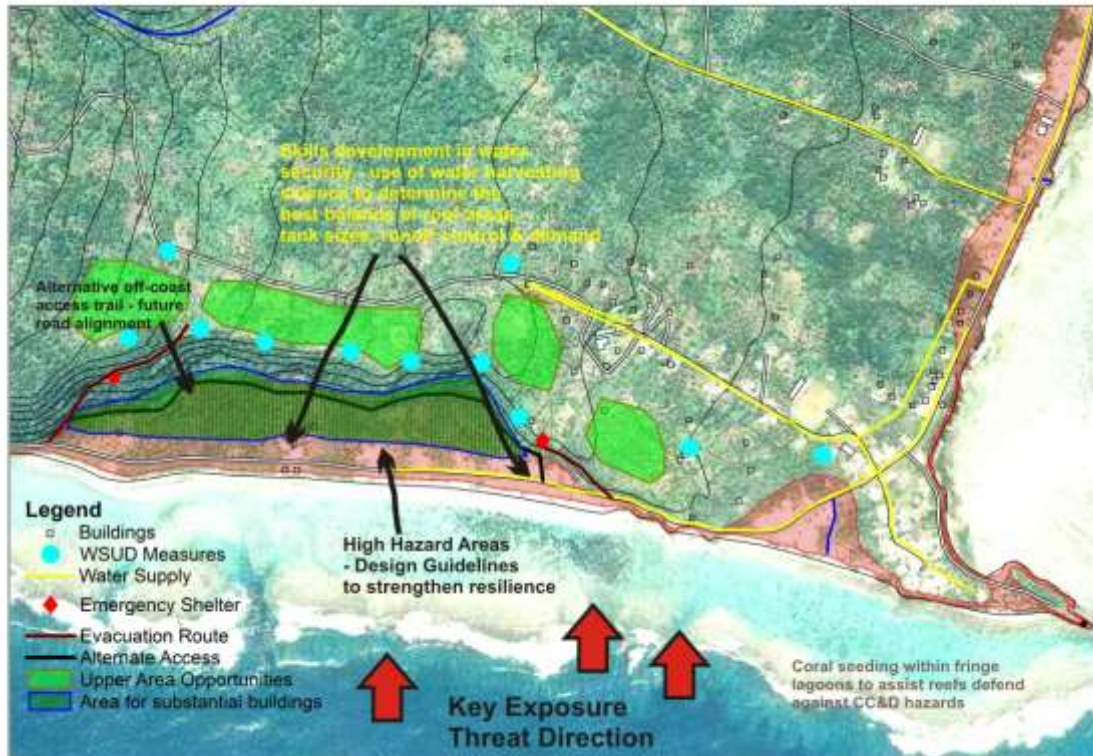 Skills development in water
security - use of water harvesting
science to determine the
best balande of roof areas,
tank sizes, runoff control & demand
Alternative off-coast
access trail - future
road alignment
High Hazard Areas
- Design Guidelines
to strengthen resilience
Legend
Buildings
WSUD Measures
Water Supply
Emergency Shelter
Evacuation Route
Alternate Access
Upper Area Opportunities
Area for substantial buildings
Key Exposure
Threat Direction
Coral seeding within fringe
lagoons to assist reefs defend
against CC&D hazards